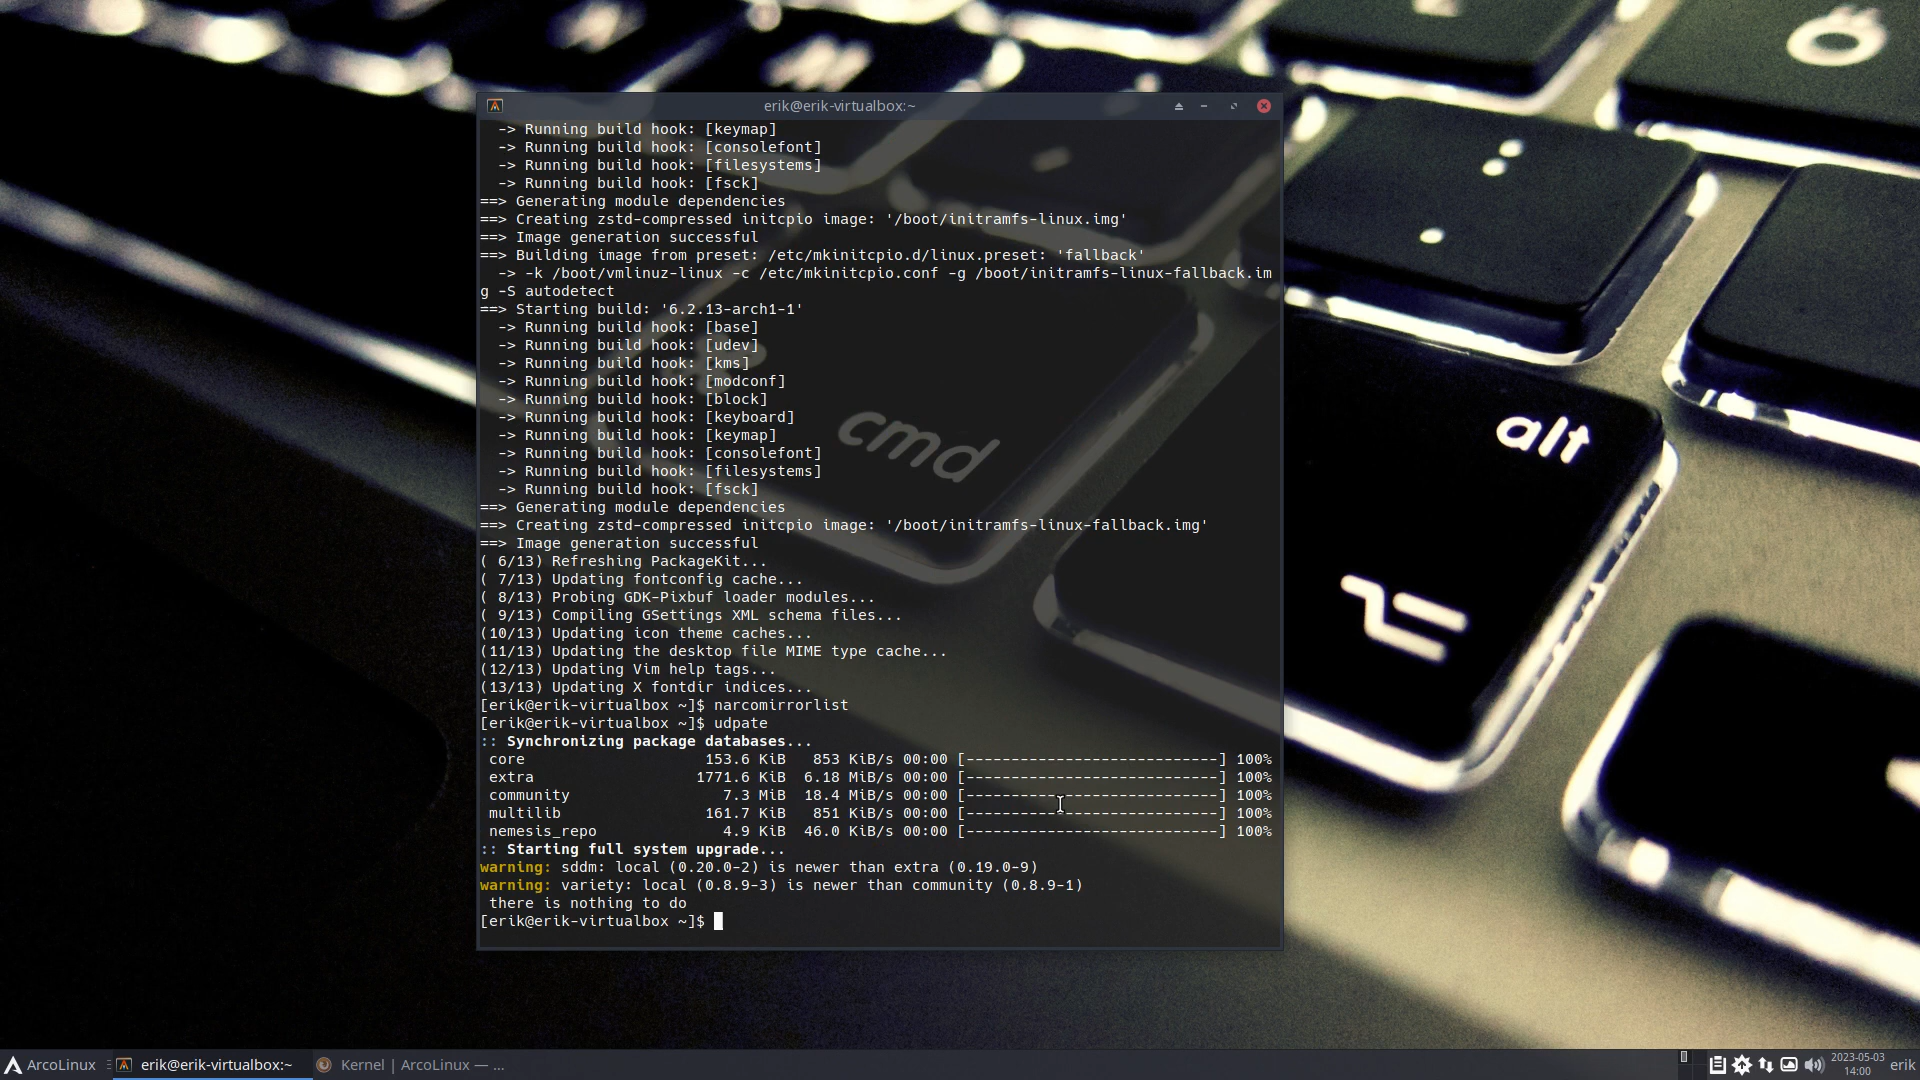 erik@erik-virtualbox:~
-> Running build hook: [keymap]
-> Running build hook: [consolefont]
-> Running build hook: [filesystems]
-> Running build hook: [fsck]
==> Generating module dependencies
==> Creating zstd-compressed initcpio image: '/boot/initramfs-linux.img'
==> Image generation successful
==> Building image from preset: /etc/mkinitcpio.d/linux.preset: 'fallback'
-> -k /boot/vmlinuz-linux -c /etc/mkinitcpio.conf -g /boot/initramfs-linux-fallback.im
g -S autodetect
==> Starting build: '6.2.13-arch1-1'
-> Running build hook: [base]
-> Running build hook: [udev]
-> Running build hook: [kms]
-> Running build hook: [modconf]
-> Running build hook: [block]
-> Running build hook: [keyboard]
-> Running build hook: [keymap]
-> Running build hook: [consolefont]
-> Running build hook: [filesystems]
-> Running build hook: [fsck]
==> Generating module dependencies
==> Creating zstd-compressed initcpio image: '/boot/initramfs-linux-fallback.img'
==> Image generation successful
( 6/13) Refreshing PackageKit...
( 7/13) Updating fontconfig cache...
( 8/13) Probing GDK-Pixbuf loader modules...
( 9/13) Compiling GSettings XML schema files...
(10/13) Updating icon theme caches...
(11/13) Updating the desktop file MIME type cache...
(12/13) Updating Vim help tags...
(13/13) Updating X fontdir indices...
[erik@erik-virtualbox ~]$ narcomirrorlist
[erik@erik-virtualbox ~]$ udpate
:: Synchronizing package databases...
core 153.6 KiB 853 KiB/s 00:00 [----------------------------] 100%
extra 1771.6 KiB 6.18 MiB/s 00:00 [----------------------------] 100%
community 7.3 MiB 18.4 MiB/s 00:00 [----------------------------] 100%
multilib 161.7 KiB 851 KiB/s 00:00 [----------------------------] 100%
nemesis_repo 4.9 KiB 46.0 KiB/s 00:00 [----------------------------] 100%
:: Starting full system upgrade...
warning: sddm: local (0.20.0-2) is newer than extra (0.19.0-9)
warning: variety: local (0.8.9-3) is newer than community (0.8.9-1)
there is nothing to do
[erik@erik-virtualbox ~]$
cmd
alt
Ö
ArcoLinux
erik@erik-virtualbox:~
Kernel | ArcoLinux — ...
2023-05-03
14:00
erik